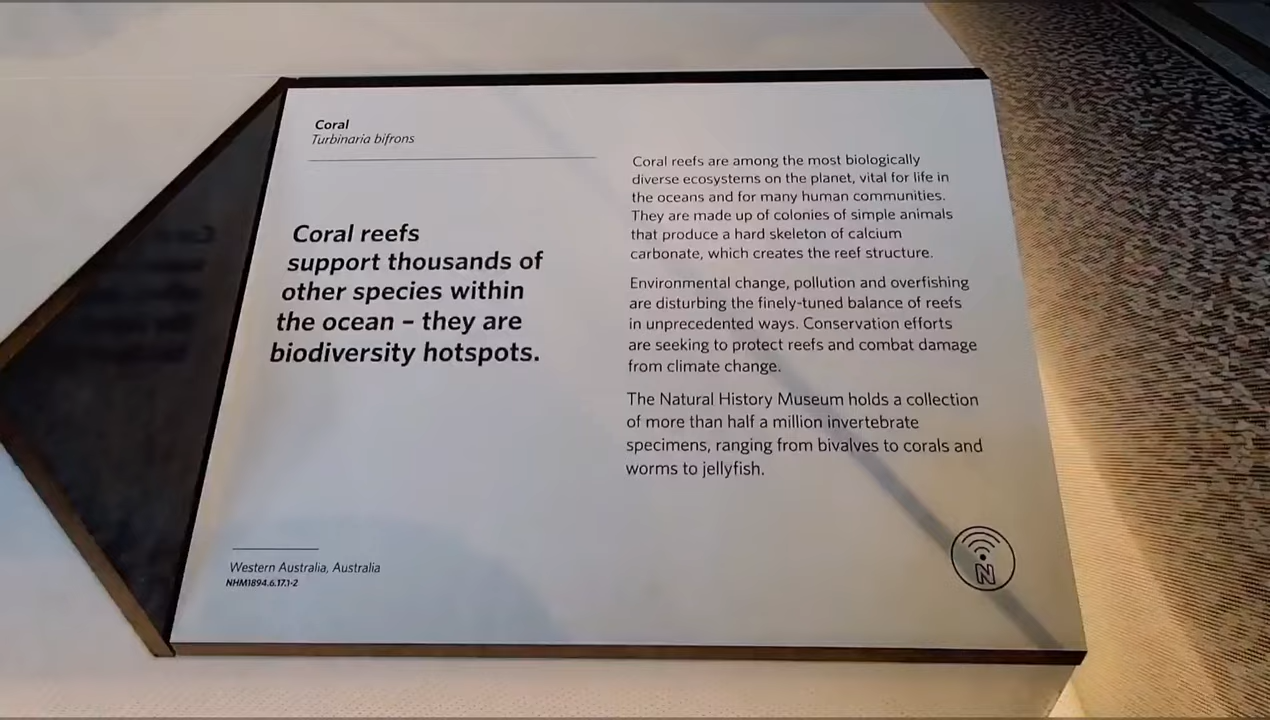 Coral
Turbinaria bifrons
Coral reefs
support thousands of
other species within
the ocean – they are
biodiversity hotspots.
Western Australia, Australia
NHM1894.6.17.1-2
Coral reefs are among the most biologically
diverse ecosystems on the planet, vital for life in
the oceans and for many human communities.
They are made up of colonies of simple animals
that produce a hard skeleton of calcium
carbonate, which creates the reef structure.
Environmental change, pollution and overfishing
are disturbing the finely-tuned balance of reefs
in unprecedented ways. Conservation efforts
are seeking to protect reefs and combat damage
from climate change.
The Natural History Museum holds a collection
of more than half a million invertebrate
specimens, ranging from bivalves to corals and
worms to jellyfish.
N